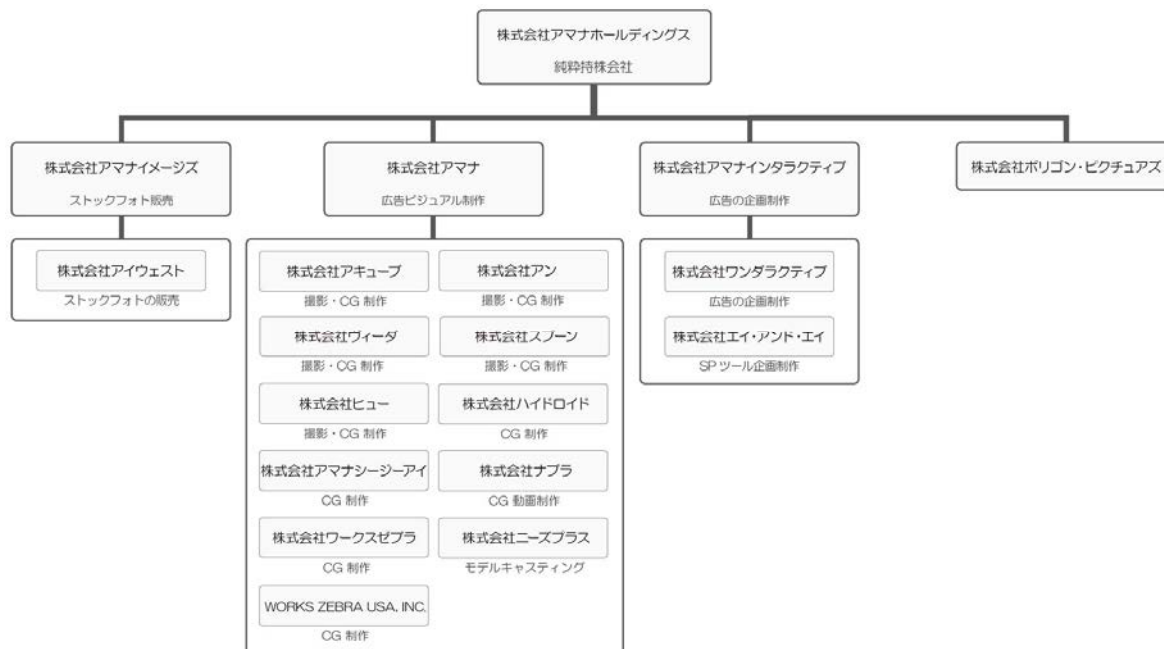 株式会社アマナホールディングス
純粋持株会社
株式会社アマナイメージズ
ストックフォト販売
株式会社アマナ
広告ビジュアル制作
株式会社アマナインタラクティブ
広告の企画制作
株式会社ポリゴン・ピクチュアズ
株式会社アイウェスト
ストックフォトの販売
株式会社アキューブ
撮影・CG 制作
株式会社アン
撮影・CG 制作
株式会社ヴィーダ
撮影・CG 制作
株式会社スプーン
撮影・CG 制作
株式会社ヒュー
撮影・CG 制作
株式会社ハイドロイド
CG 制作
株式会社アマナシージーアイ
CG 制作
株式会社ナブラ
CG 動画制作
株式会社ワークスゼブラ
CG 制作
株式会社ニーズプラス
モデルキャスティング
WORKS ZEBRA USA, INC.
CG 制作
株式会社ワンダラクティブ
広告の企画制作
株式会社エイ・アンド・エイ
SP ツール企画制作